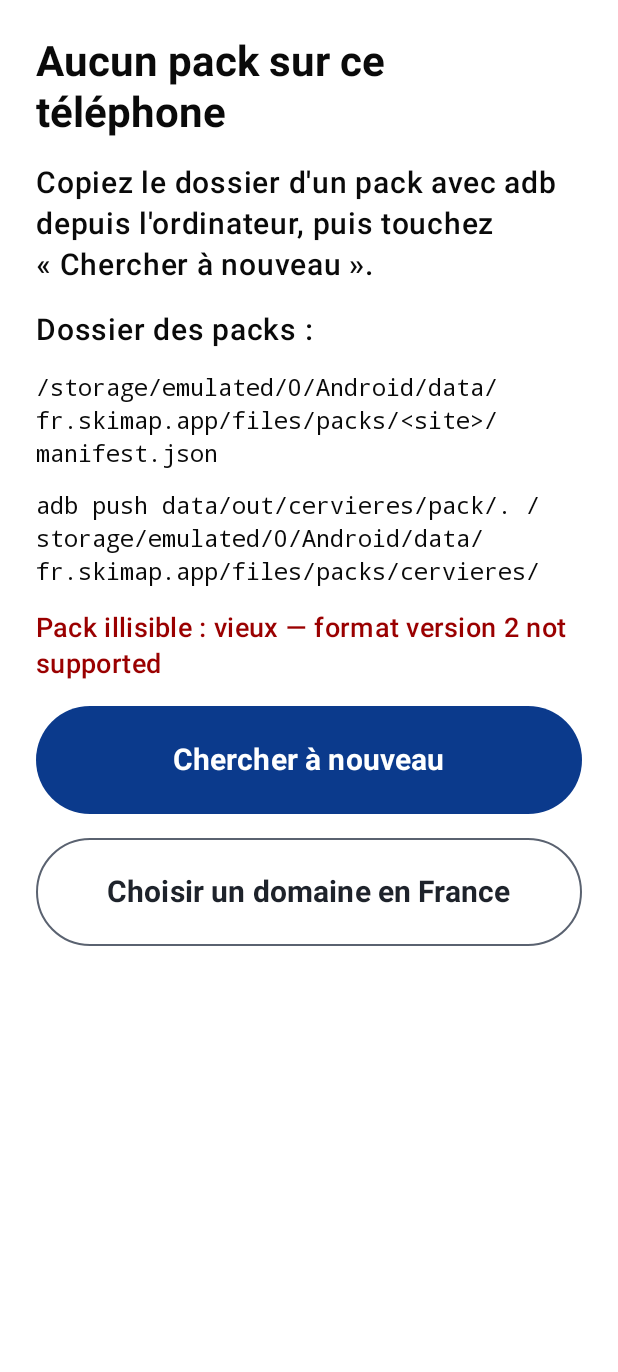 Aucun pack sur ce
téléphone
Copiez le dossier d'un pack avec adb
depuis l'ordinateur, puis touchez
« Chercher à nouveau ».
Dossier des packs :
/storage/emulated/0/Android/data/
fr.skimap.app/files/packs/<site>/
manifest.json
adb push data/out/cervieres/pack/. /
storage/emulated/0/Android/data/
fr.skimap.app/files/packs/cervieres/
Pack illisible : vieux — format version 2 not
supported
Chercher à nouveau
Choisir un domaine en France